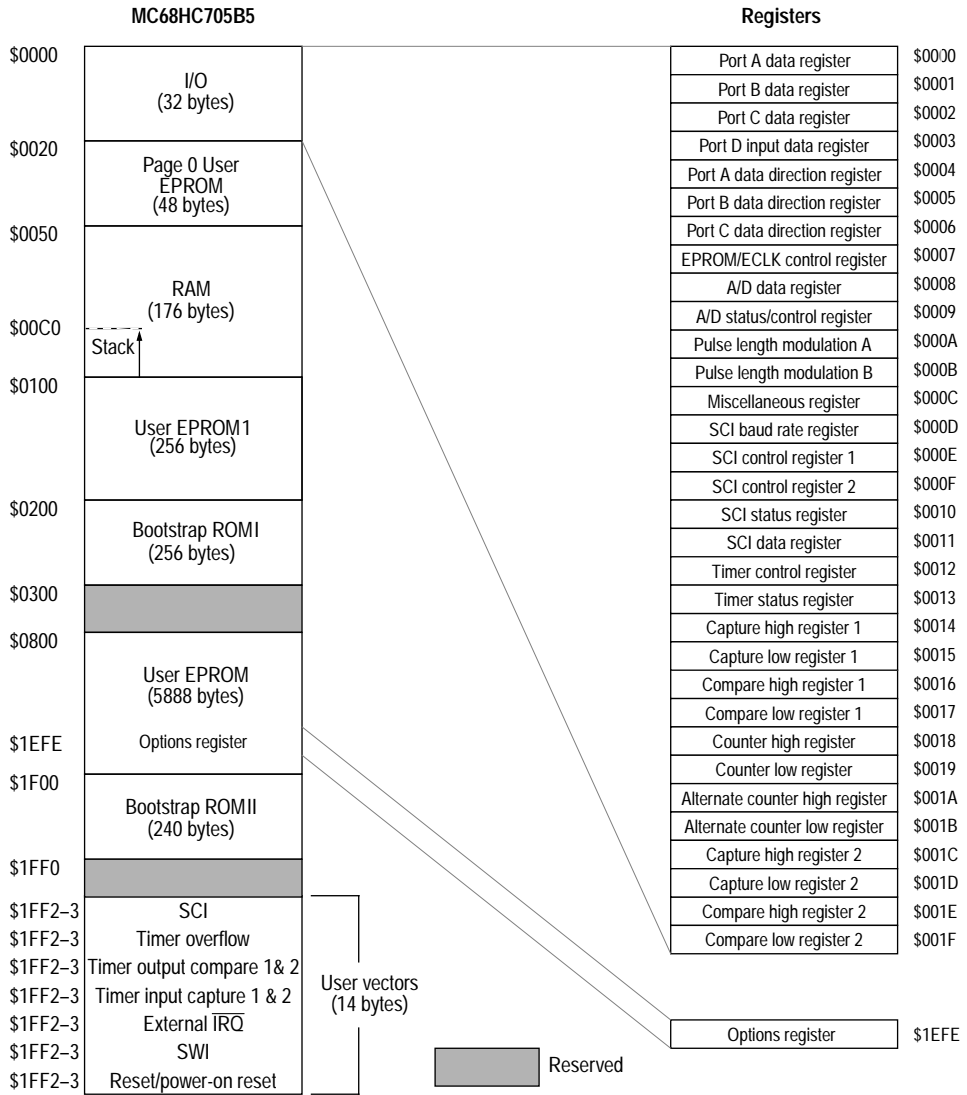 MC68HC705B5
$0000
I/O
(32 bytes)
$0020
Page 0 User
EPROM
(48 bytes)
$0050
RAM
(176 bytes)
$00C0
Stack
$0100
User EPROM1
(256 bytes)
$0200
Bootstrap ROMI
(256 bytes)
$0300
$0800
User EPROM
(5888 bytes)
$1EFE
Options register
$1F00
Bootstrap ROMII
(240 bytes)
$1FF0
$1FF2–3 SCI
$1FF2–3 Timer overflow
$1FF2–3 Timer output compare 1& 2
$1FF2–3 Timer input capture 1 & 2
$1FF2–3 External IRQ
$1FF2–3 SWI
$1FF2–3 Reset/power-on reset
User vectors
(14 bytes)
Reserved
Registers
Port A data register $0000
Port B data register $0001
Port C data register $0002
Port D input data register $0003
Port A data direction register $0004
Port B data direction register $0005
Port C data direction register $0006
EPROM/ECLK control register $0007
A/D data register $0008
A/D status/control register $0009
Pulse length modulation A $000A
Pulse length modulation B $000B
Miscellaneous register $000C
SCI baud rate register $000D
SCI control register 1 $000E
SCI control register 2 $000F
SCI status register $0010
SCI data register $0011
Timer control register $0012
Timer status register $0013
Capture high register 1 $0014
Capture low register 1 $0015
Compare high register 1 $0016
Compare low register 1 $0017
Counter high register $0018
Counter low register $0019
Alternate counter high register $001A
Alternate counter low register $001B
Capture high register 2 $001C
Capture low register 2 $001D
Compare high register 2 $001E
Compare low register 2 $001F
Options register $1EFE